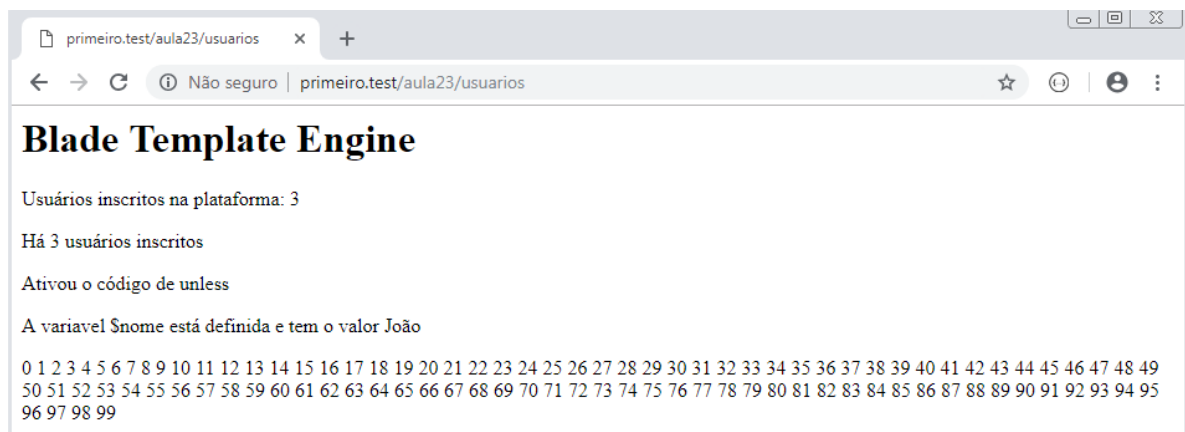 primeiro.test/aula23/usuarios
Não seguro | primeiro.test/aula23/usuarios
Blade Template Engine
Usuários inscritos na plataforma: 3
Há 3 usuários inscritos
Ativou o código de unless
A variavel $nome está definida e tem o valor João
0 1 2 3 4 5 6 7 8 9 10 11 12 13 14 15 16 17 18 19 20 21 22 23 24 25 26 27 28 29 30 31 32 33 34 35 36 37 38 39 40 41 42 43 44 45 46 47 48 49
50 51 52 53 54 55 56 57 58 59 60 61 62 63 64 65 66 67 68 69 70 71 72 73 74 75 76 77 78 79 80 81 82 83 84 85 86 87 88 89 90 91 92 93 94 95
96 97 98 99